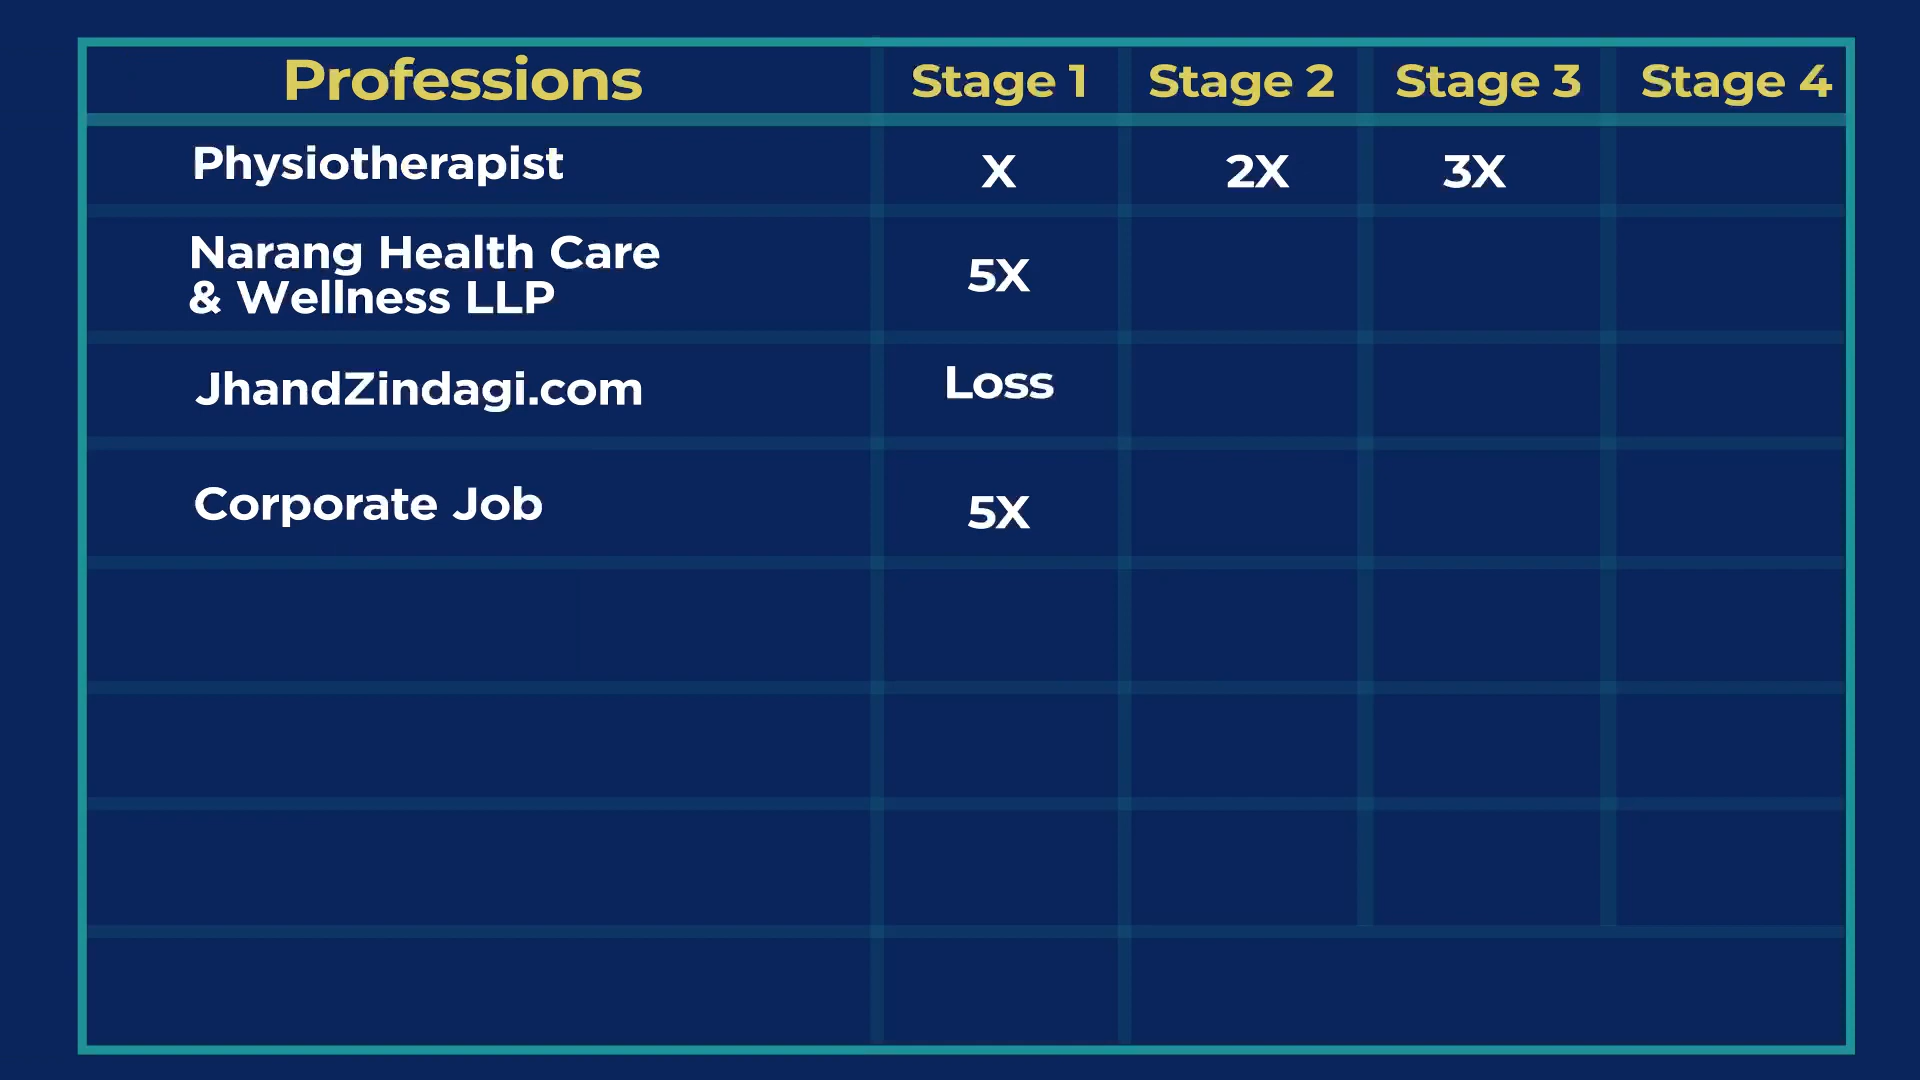 Professions Stage 1 Stage 2 Stage 3 Stage 4
Physiotherapist X 2X 3X
Narang Health Care
& Wellness LLP 5X
JhandZindagi.com Loss
Corporate Job 5X